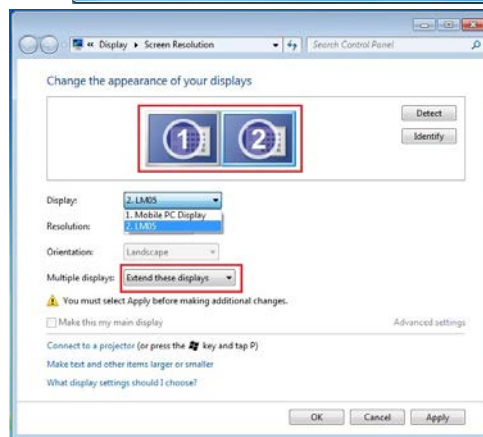 « Display ▸ Screen Resolution
Search Control Panel
Change the appearance of your displays
1 2
Detect
Identify
Display: 2. LM05
1. Mobile PC Display
2. LM05
Resolution:
Orientation: Landscape
Multiple displays: Extend these displays
You must select Apply before making additional changes.
Make this my main display Advanced settings
Connect to a projector (or press the key and tap P)
Make text and other items larger or smaller
What display settings should I choose?
OK Cancel Apply